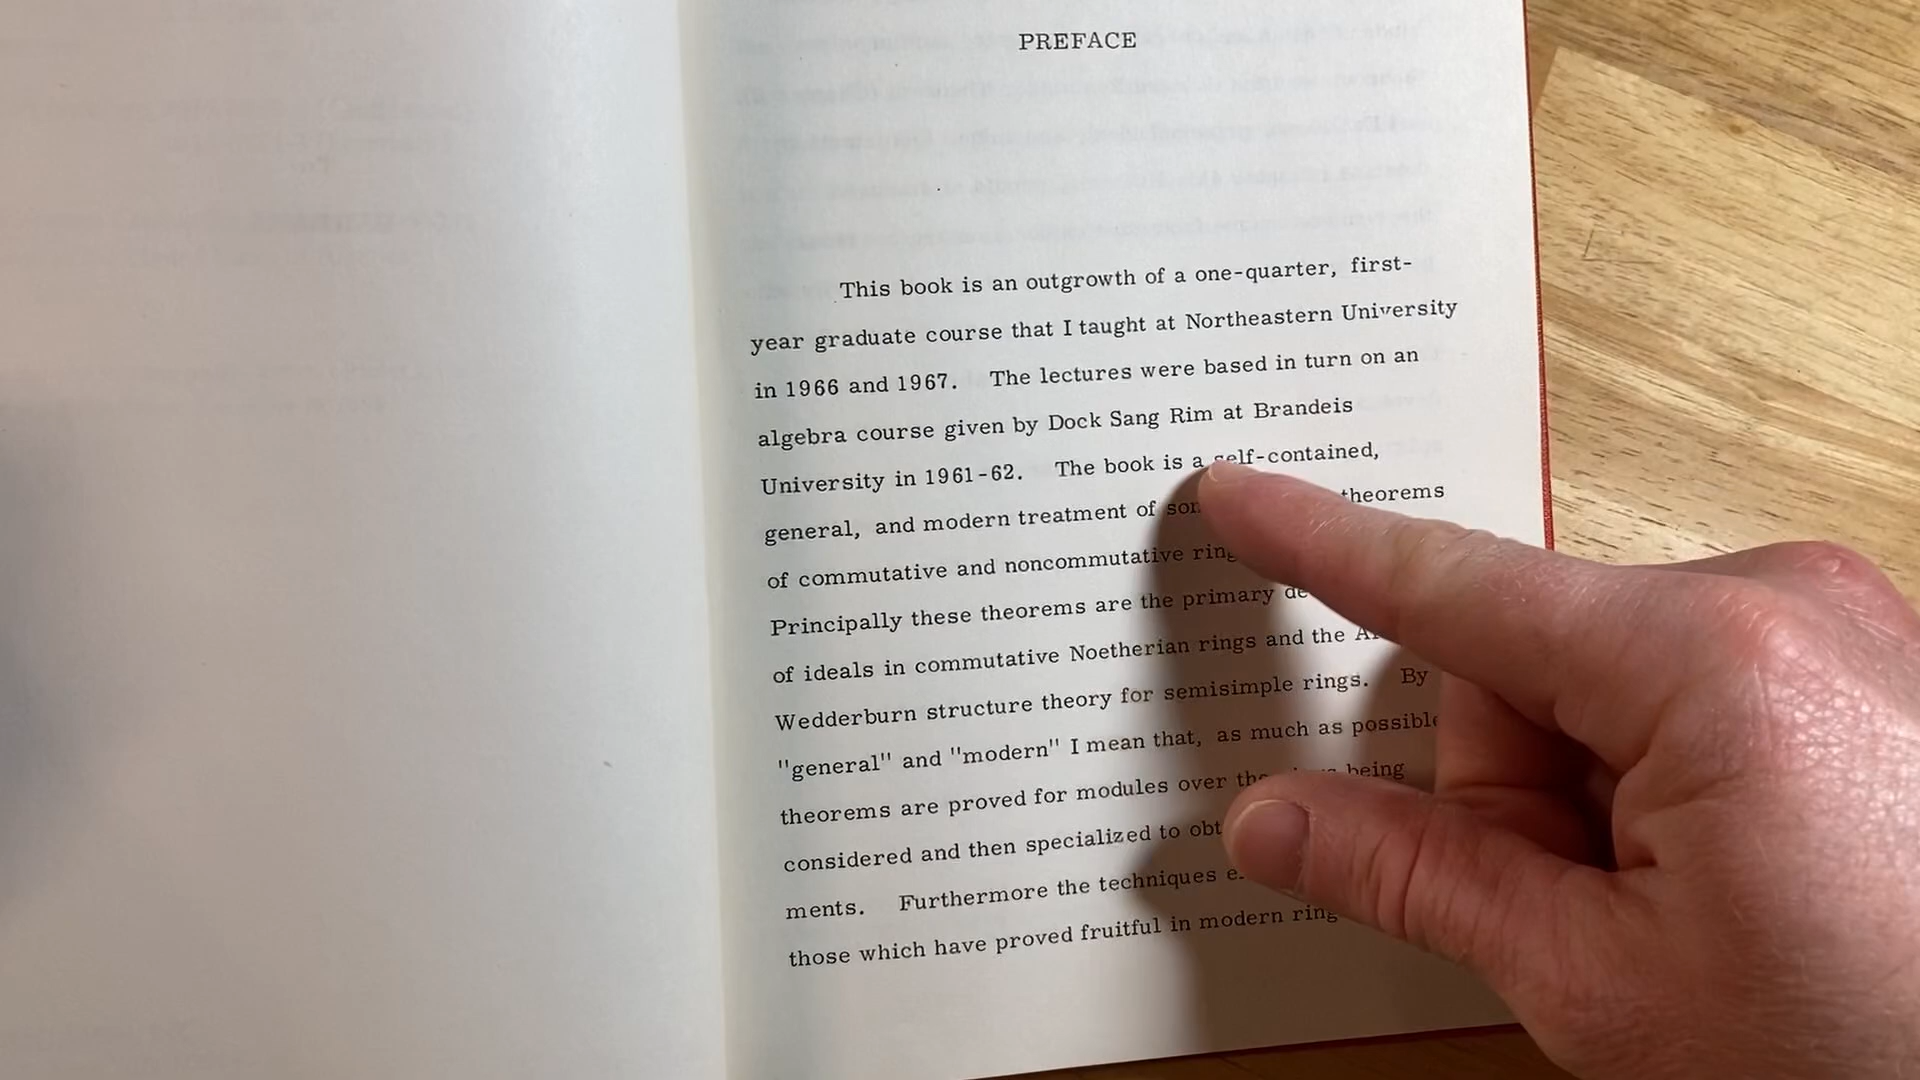 PREFACE
This book is an outgrowth of a one-quarter, first-
year graduate course that I taught at Northeastern University
in 1966 and 1967. The lectures were based in turn on an
algebra course given by Dock Sang Rim at Brandeis
University in 1961-62. The book is a self-contained,
general, and modern treatment of theorems
of commutative and noncommutative
Principally these theorems are the primary
of ideals in commutative Noetherian rings and the
Wedderburn structure theory for semisimple rings. By
"general" and "modern" I mean that, as much as possible
theorems are proved for modules over being
considered and then specialized to
ments. Furthermore the techniques
those which have proved fruitful in modern ring